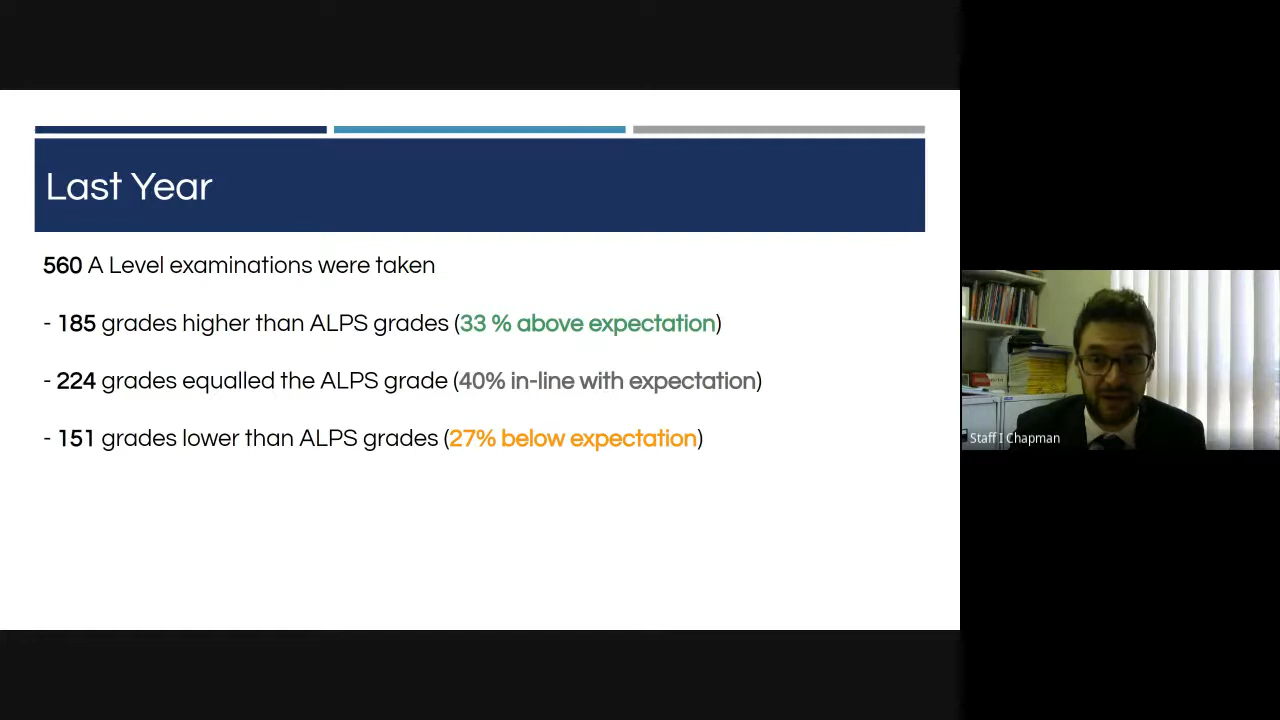 Last Year
560 A Level examinations were taken
- 185 grades higher than ALPS grades (33 % above expectation)
- 224 grades equalled the ALPS grade (40% in-line with expectation)
- 151 grades lower than ALPS grades (27% below expectation)
Staff I Chapman